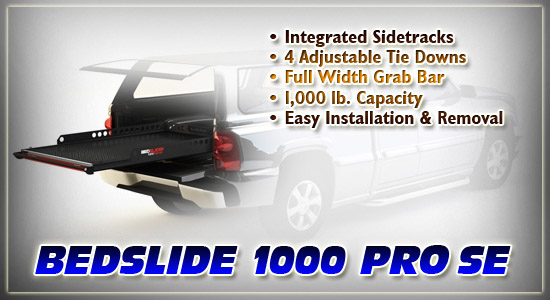 • Integrated Sidetracks
• 4 Adjustable Tie Downs
• Full Width Grab Bar
• 1,000 lb. Capacity
• Easy Installation & Removal
BEDSLIDE
BEDSLIDE 1000 PRO SE